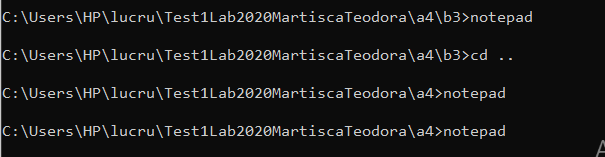 C:\Users\HP\lucru\Test1Lab2020MartiscaTeodora\a4\b3>notepad
C:\Users\HP\lucru\Test1Lab2020MartiscaTeodora\a4\b3>cd ..
C:\Users\HP\lucru\Test1Lab2020MartiscaTeodora\a4>notepad
C:\Users\HP\lucru\Test1Lab2020MartiscaTeodora\a4>notepad